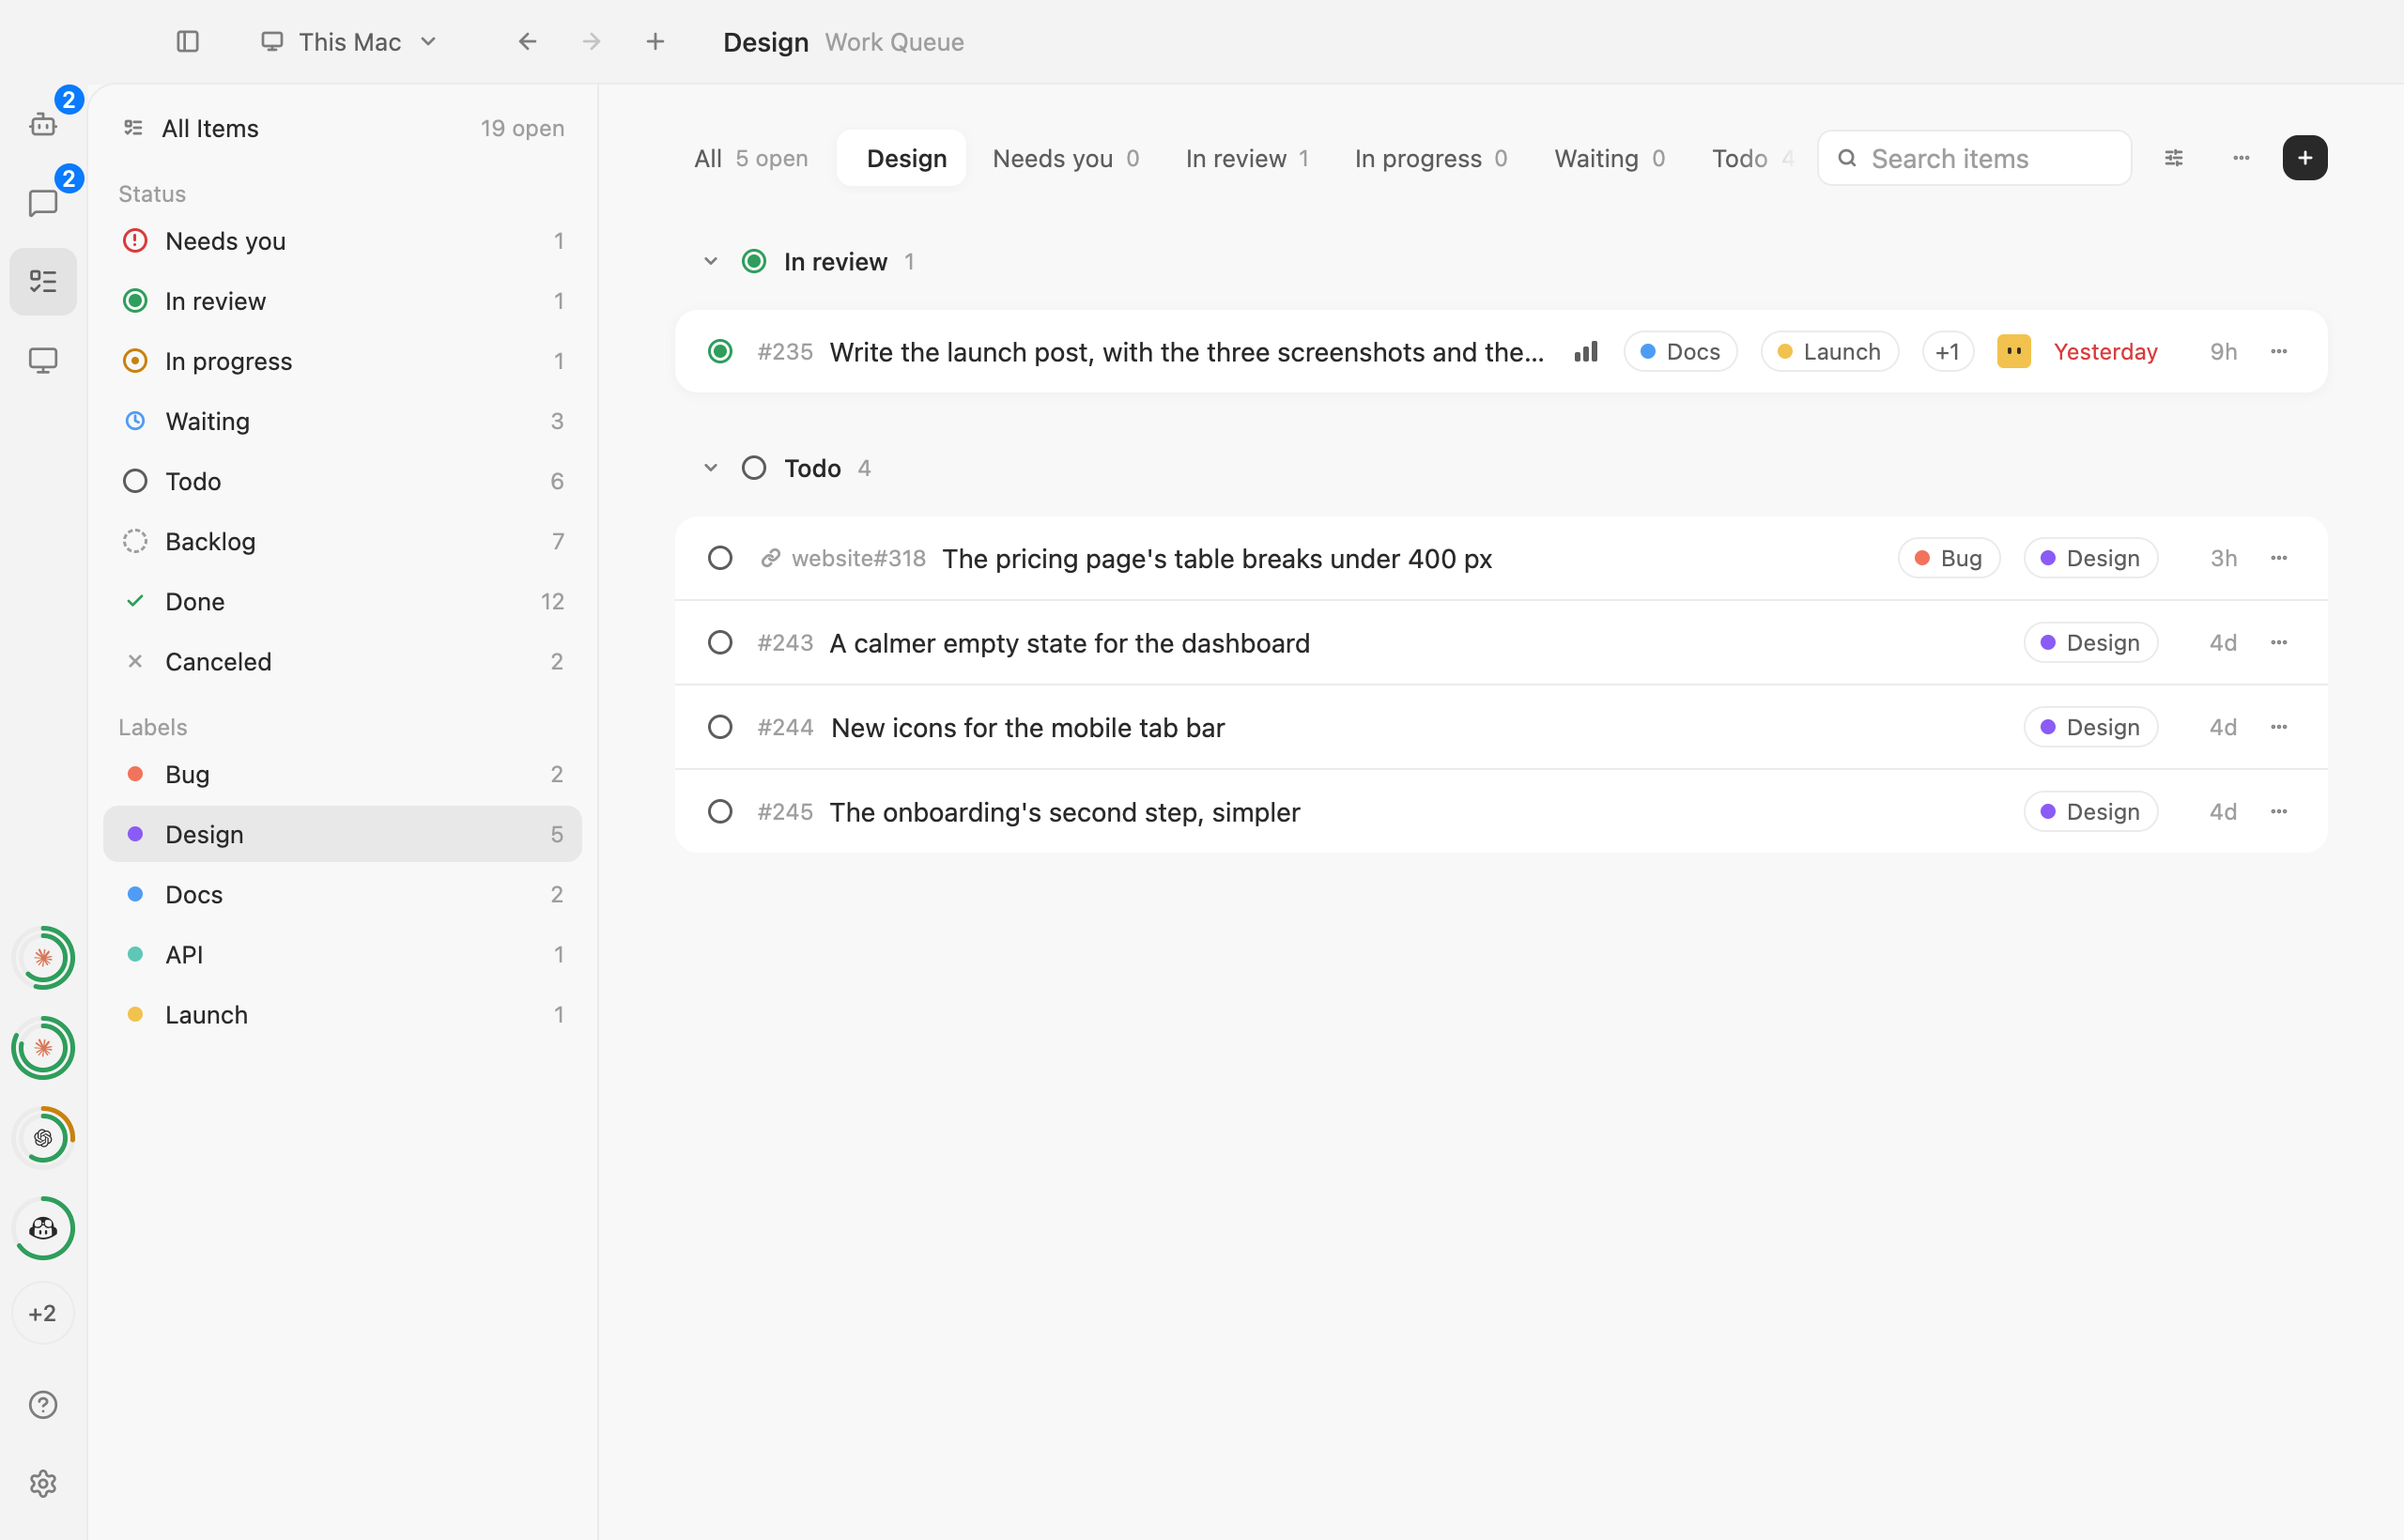 This Mac
Design Work Queue
2
2
All Items 19 open
Status
Needs you 1
In review 1
In progress 1
Waiting 3
Todo 6
Backlog 7
Done 12
Canceled 2
Labels
Bug 2
Design 5
Docs 2
API 1
Launch 1
+2
All 5 open Design Needs you 0 In review 1 In progress 0 Waiting 0 Todo 4 Search items
In review 1
#235 Write the launch post, with the three screenshots and the... Docs Launch +1 Yesterday 9h
Todo 4
website#318 The pricing page's table breaks under 400 px Bug Design 3h
#243 A calmer empty state for the dashboard Design 4d
#244 New icons for the mobile tab bar Design 4d
#245 The onboarding's second step, simpler Design 4d